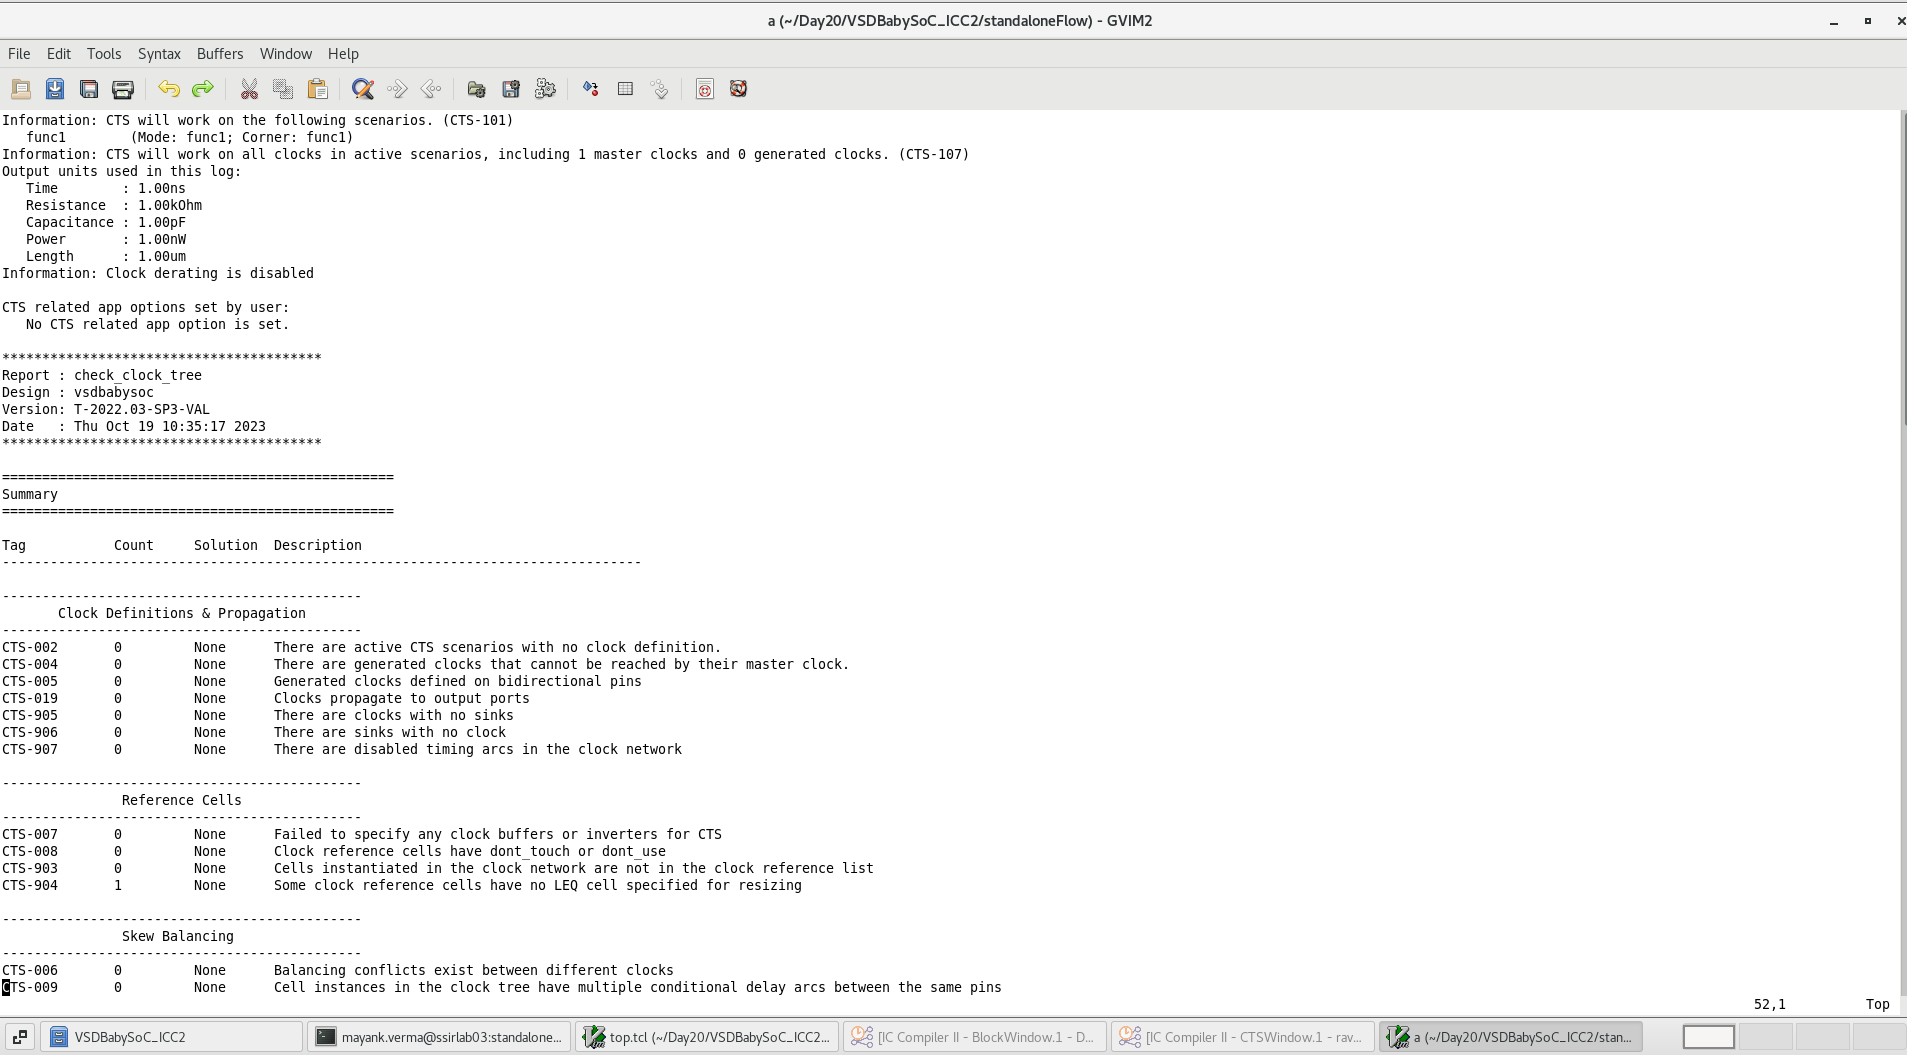 a (~/Day20/VSDBabySoC_ICC2/standaloneFlow) - GVIM2
File Edit Tools Syntax Buffers Window Help
Information: CTS will work on the following scenarios. (CTS-101)
   func1        (Mode: func1; Corner: func1)
Information: CTS will work on all clocks in active scenarios, including 1 master clocks and 0 generated clocks. (CTS-107)
Output units used in this log:
   Time        : 1.00ns
   Resistance  : 1.00kOhm
   Capacitance : 1.00pF
   Power       : 1.00nW
   Length      : 1.00um
Information: Clock derating is disabled
CTS related app options set by user:
   No CTS related app option is set.
****************************************
Report : check_clock_tree
Design : vsdbabysoc
Version: T-2022.03-SP3-VAL
Date   : Thu Oct 19 10:35:17 2023
****************************************
=================================================
Summary
=================================================
Tag           Count     Solution  Description
--------------------------------------------------------------------------------
---------------------------------------------
       Clock Definitions & Propagation
---------------------------------------------
CTS-002       0         None      There are active CTS scenarios with no clock definition.
CTS-004       0         None      There are generated clocks that cannot be reached by their master clock.
CTS-005       0         None      Generated clocks defined on bidirectional pins
CTS-019       0         None      Clocks propagate to output ports
CTS-905       0         None      There are clocks with no sinks
CTS-906       0         None      There are sinks with no clock
CTS-907       0         None      There are disabled timing arcs in the clock network
---------------------------------------------
               Reference Cells
---------------------------------------------
CTS-007       0         None      Failed to specify any clock buffers or inverters for CTS
CTS-008       0         None      Clock reference cells have dont_touch or dont_use
CTS-903       0         None      Cells instantiated in the clock network are not in the clock reference list
CTS-904       1         None      Some clock reference cells have no LEQ cell specified for resizing
---------------------------------------------
               Skew Balancing
---------------------------------------------
CTS-006       0         None      Balancing conflicts exist between different clocks
CTS-009       0         None      Cell instances in the clock tree have multiple conditional delay arcs between the same pins
52,1          Top
VSDBabySoC_ICC2
mayank.verma@ssirlab03:standalone...
top.tcl (~/Day20/VSDBabySoC_ICC2...
[IC Compiler II - BlockWindow.1 - D...
[IC Compiler II - CTSWindow.1 - rav...
a (~/Day20/VSDBabySoC_ICC2/stan...